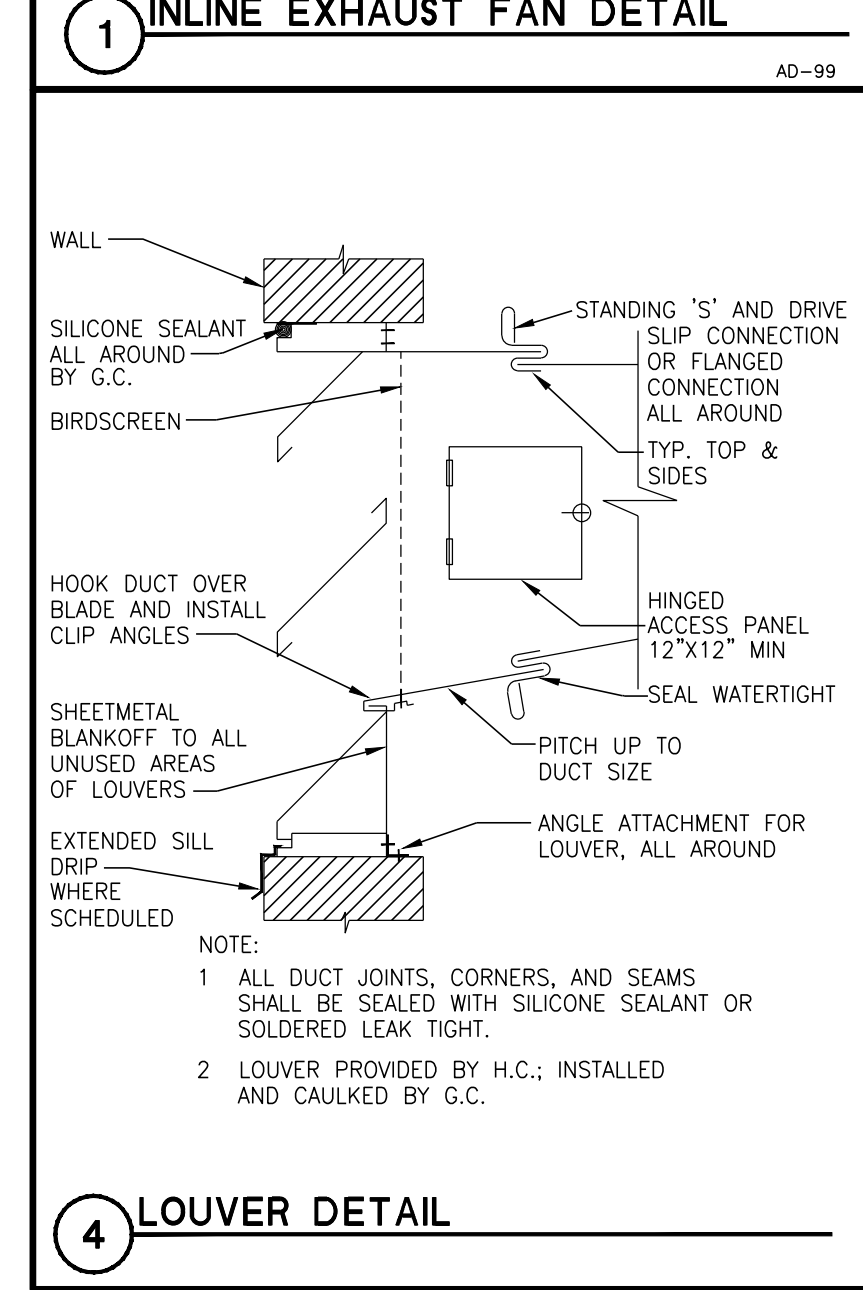 1
INLINE EXHAUST FAN DETAIL
AD-99
WALL
SILICONE SEALANT
ALL AROUND
BY G.C.
BIRDSCREEN
STANDING 'S' AND DRIVE
SLIP CONNECTION
OR FLANGED
CONNECTION
ALL AROUND
TYP. TOP &
SIDES
HOOK DUCT OVER
BLADE AND INSTALL
CLIP ANGLES
HINGED
ACCESS PANEL
12"X12" MIN
SEAL WATERTIGHT
SHEETMETAL
BLANKOFF TO ALL
UNUSED AREAS
OF LOUVERS
PITCH UP TO
DUCT SIZE
EXTENDED SILL
DRIP
WHERE
SCHEDULED
ANGLE ATTACHMENT FOR
LOUVER, ALL AROUND
NOTE:
1 ALL DUCT JOINTS, CORNERS, AND SEAMS
SHALL BE SEALED WITH SILICONE SEALANT OR
SOLDERED LEAK TIGHT.
2 LOUVER PROVIDED BY H.C.; INSTALLED
AND CAULKED BY G.C.
4
LOUVER DETAIL